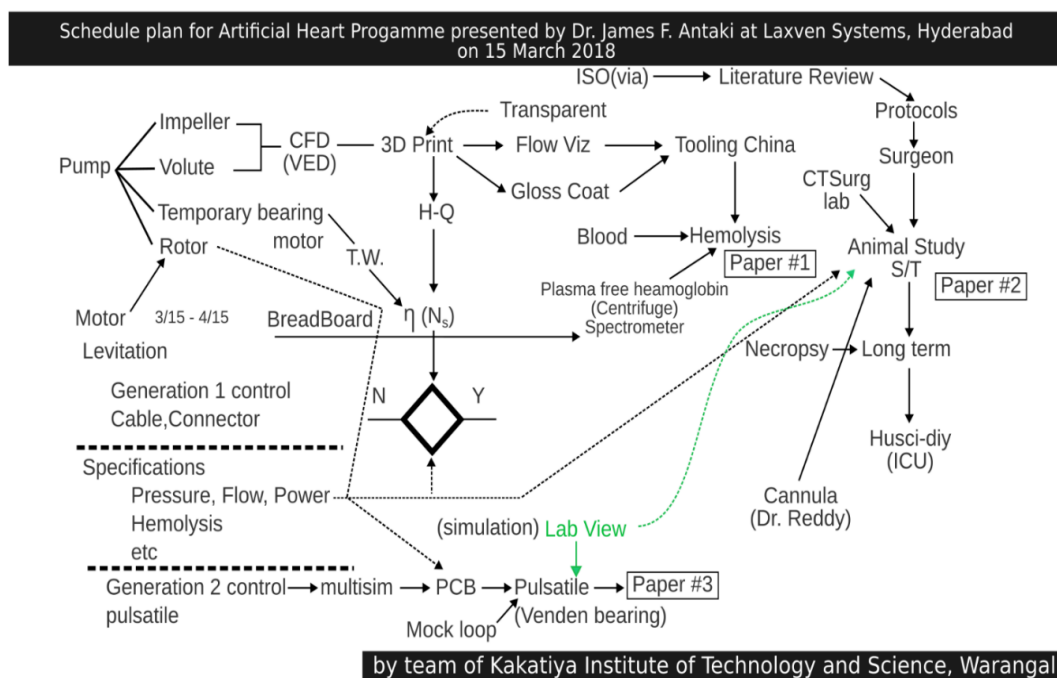 Schedule plan for Artificial Heart Progamme presented by Dr. James F. Antaki at Laxven Systems, Hyderabad
on 15 March 2018
ISO(via)
Literature Review
Transparent
Protocols
Impeller
CFD
(VED)
3D Print
Flow Viz
Tooling China
Pump
Volute
Surgeon
Gloss Coat
CTSurg
lab
Temporary bearing
motor
H-Q
Rotor
T.W.
Blood
Hemolysis
Paper #1
Animal Study
S/T
Paper #2
Plasma free heamoglobin
(Centrifuge)
Spectrometer
Motor
3/15 - 4/15
BreadBoard
η (Ns)
Levitation
Necropsy
Long term
Generation 1 control
Cable,Connector
N
Y
Husci-diy
(ICU)
Specifications
Pressure, Flow, Power
Hemolysis
etc
Cannula
(Dr. Reddy)
(simulation) Lab View
Generation 2 control
pulsatile
multisim
PCB
Pulsatile
Paper #3
(Venden bearing)
Mock loop
by team of Kakatiya Institute of Technology and Science, Warangal